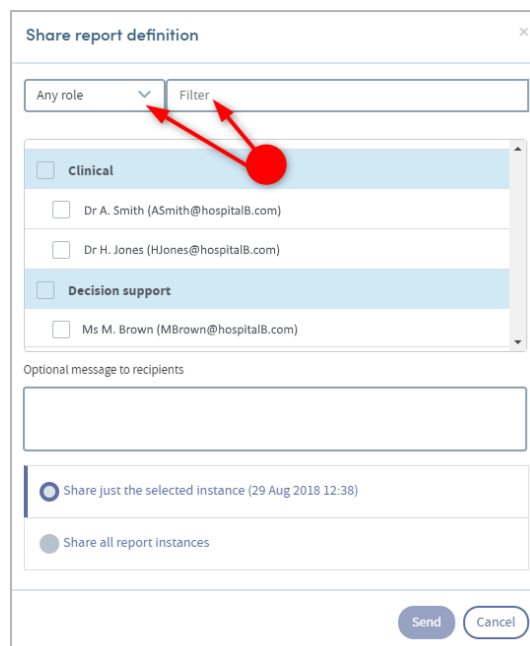 Share report definition ×
Any role Filter
Clinical
Dr A. Smith (ASmith@hospitalB.com)
Dr H. Jones (HJones@hospitalB.com)
Decision support
Ms M. Brown (MBrown@hospitalB.com)
Optional message to recipients
Share just the selected instance (29 Aug 2018 12:38)
Share all report instances
Send Cancel